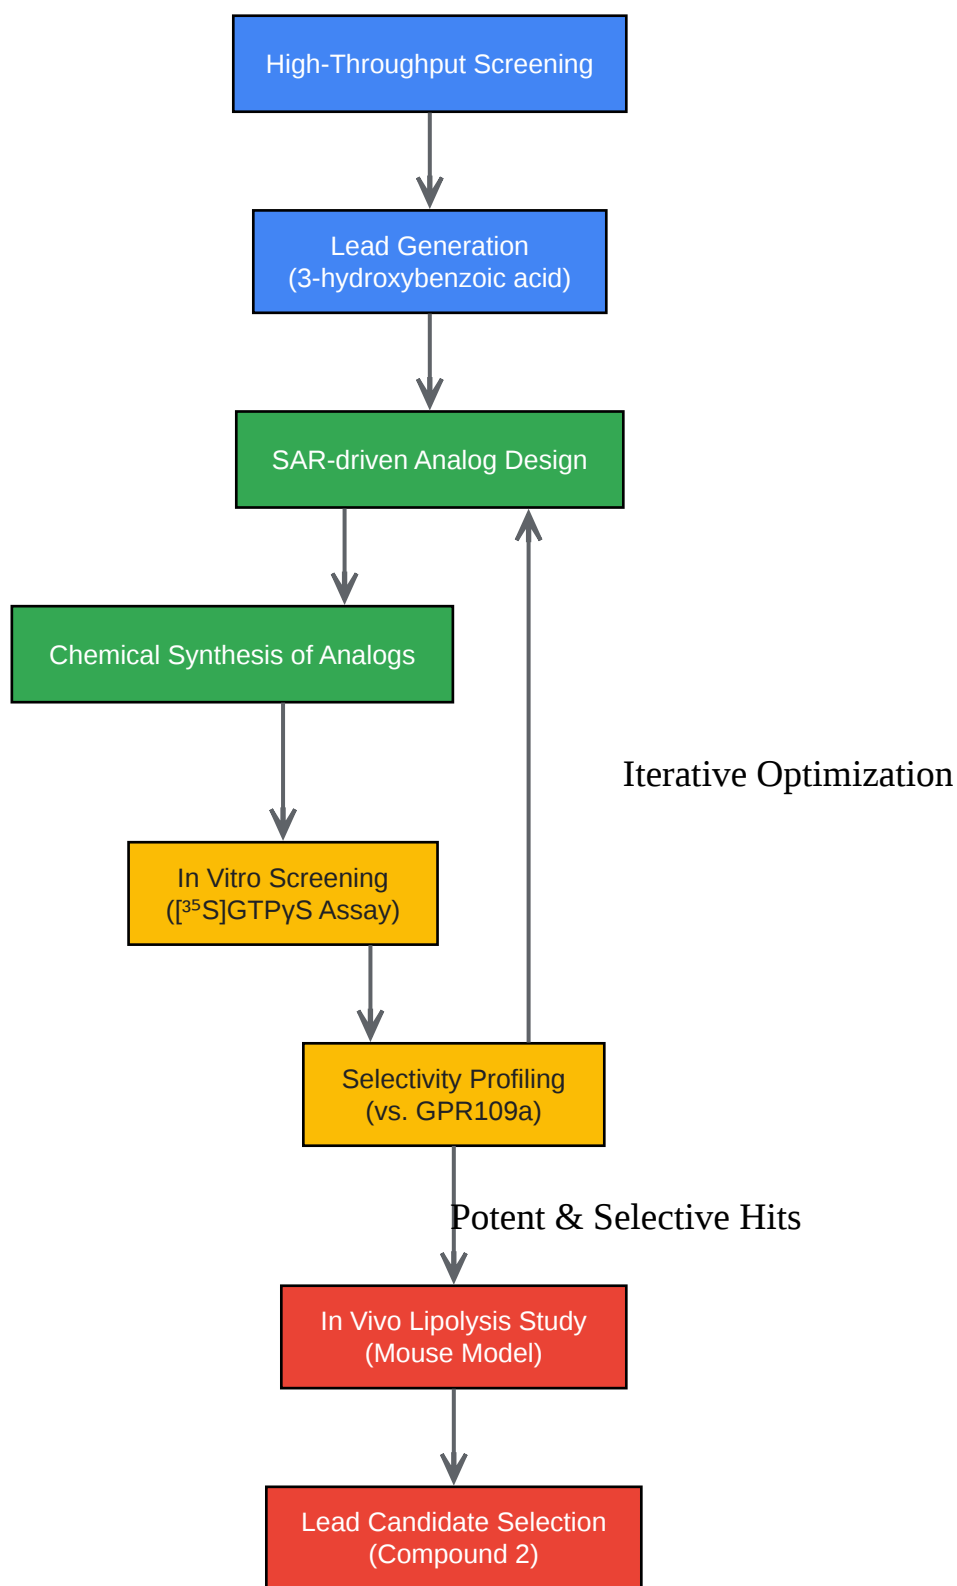 High-Throughput Screening
Lead Generation
(3-hydroxybenzoic acid)
SAR-driven Analog Design
Chemical Synthesis of Analogs
Iterative Optimization
In Vitro Screening
([³⁵S]GTPγS Assay)
Selectivity Profiling
(vs. GPR109a)
Potent & Selective Hits
In Vivo Lipolysis Study
(Mouse Model)
Lead Candidate Selection
(Compound 2)